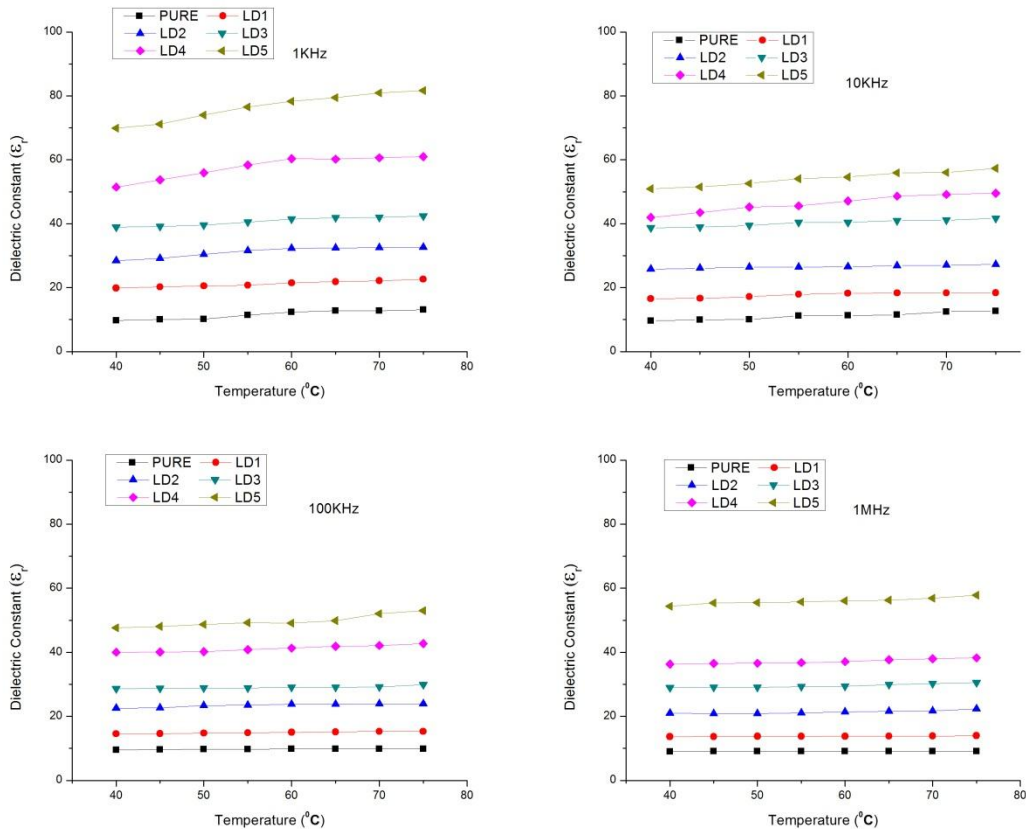 PURE LD1
LD2 LD3
LD4 LD5
1KHz
100
80
60
40
20
0
40 50 60 70 80
Dielectric Constant (εr)
Temperature (⁰C)
PURE LD1
LD2 LD3
LD4 LD5
10KHz
100
80
60
40
20
0
40 50 60 70
Dielectric Constant (εr)
Temperature (⁰C)
PURE LD1
LD2 LD3
LD4 LD5
100KHz
100
80
60
40
20
0
40 50 60 70 80
Dielectric Constant (εr)
Temperature (⁰C)
PURE LD1
LD2 LD3
LD4 LD5
1MHz
100
80
60
40
20
0
40 50 60 70 80
Dielectric Constant (εr)
Temperature (⁰C)